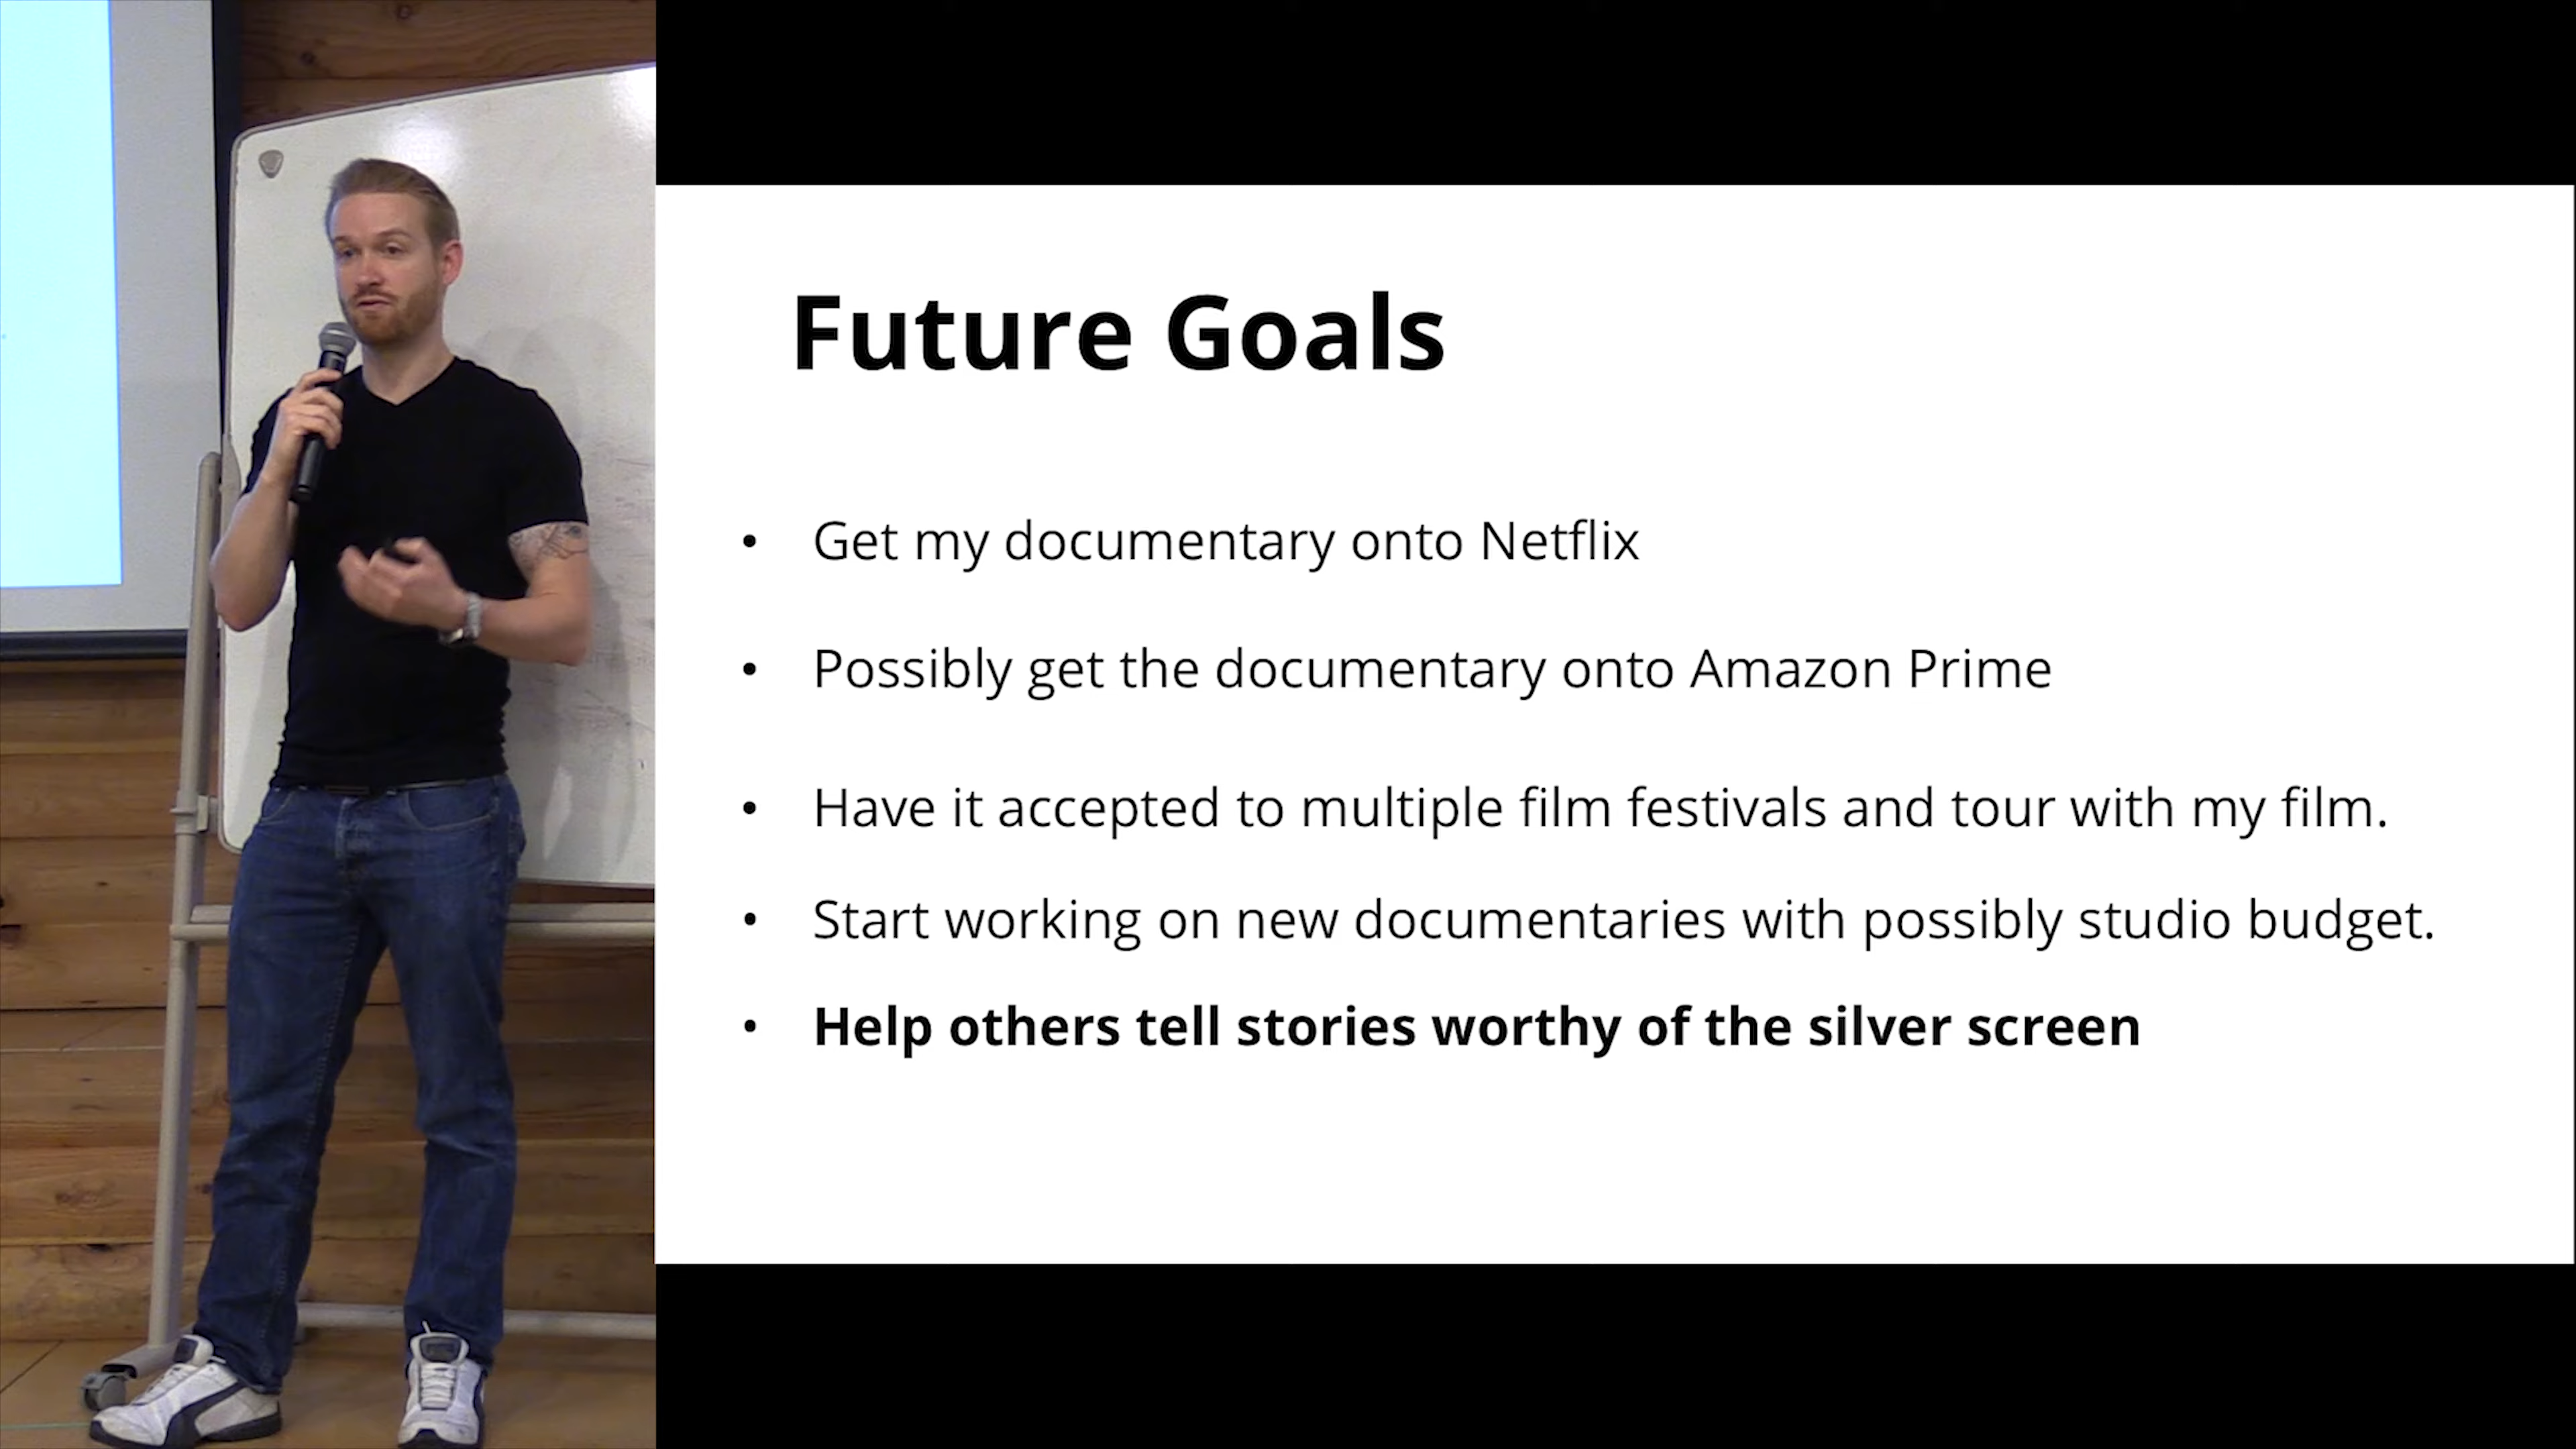 Future Goals
• Get my documentary onto Netflix
• Possibly get the documentary onto Amazon Prime
• Have it accepted to multiple film festivals and tour with my film.
• Start working on new documentaries with possibly studio budget.
• Help others tell stories worthy of the silver screen